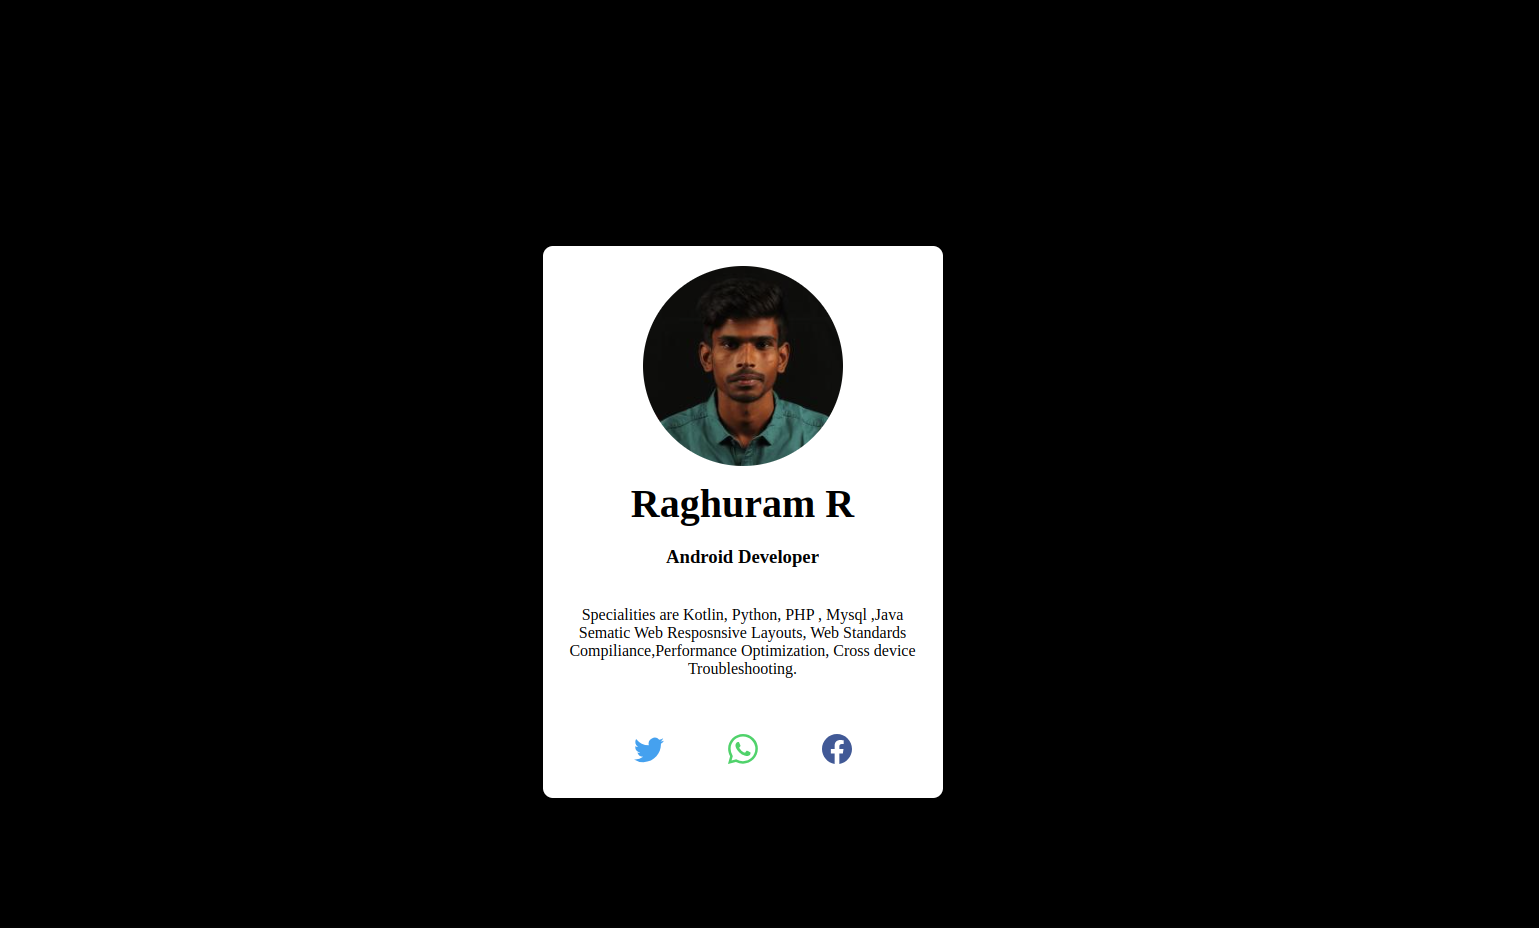 Raghuram R
Android Developer
Specialities are Kotlin, Python, PHP , Mysql ,Java
Sematic Web Resposnsive Layouts, Web Standards
Compiliance,Performance Optimization, Cross device
Troubleshooting.